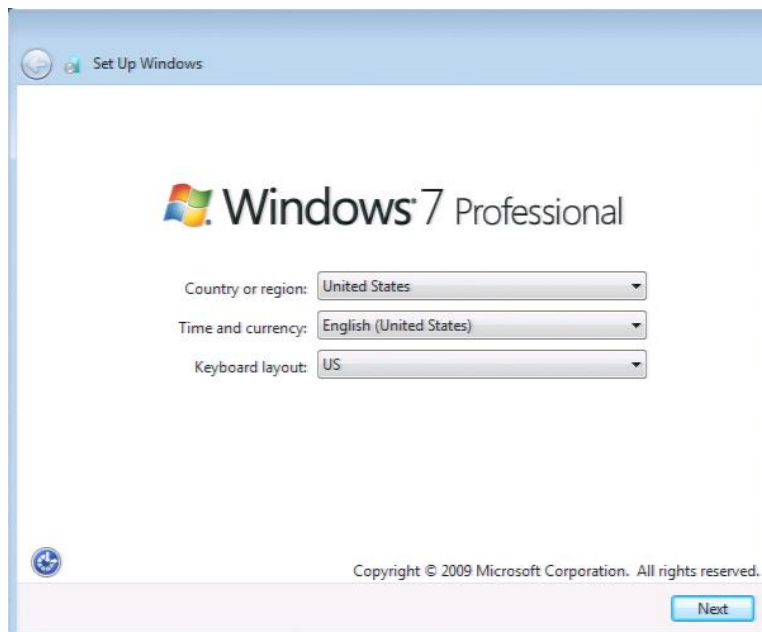 Set Up Windows
Windows 7 Professional
Country or region: United States
Time and currency: English (United States)
Keyboard layout: US
Copyright © 2009 Microsoft Corporation. All rights reserved.
Next